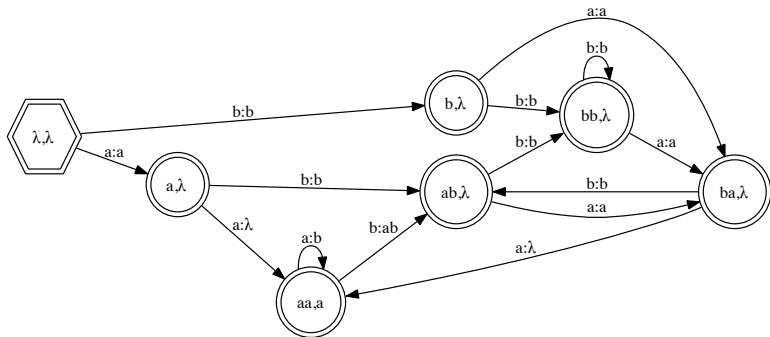 a:a
b:b
b,λ
b:b
bb,λ
b:b
λ,λ
a:a
b:b
a:a
a,λ
b:b
ab,λ
b:b
ba,λ
a:a
a:λ
a:b
b:ab
a:λ
aa,a